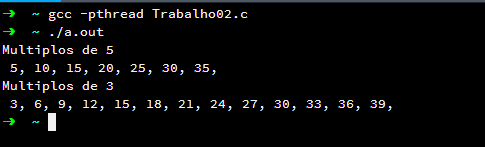 ➜ ~ gcc -pthread Trabalho02.c
➜ ~ ./a.out
Multiplos de 5
5, 10, 15, 20, 25, 30, 35,
Multiplos de 3
3, 6, 9, 12, 15, 18, 21, 24, 27, 30, 33, 36, 39,
➜ ~